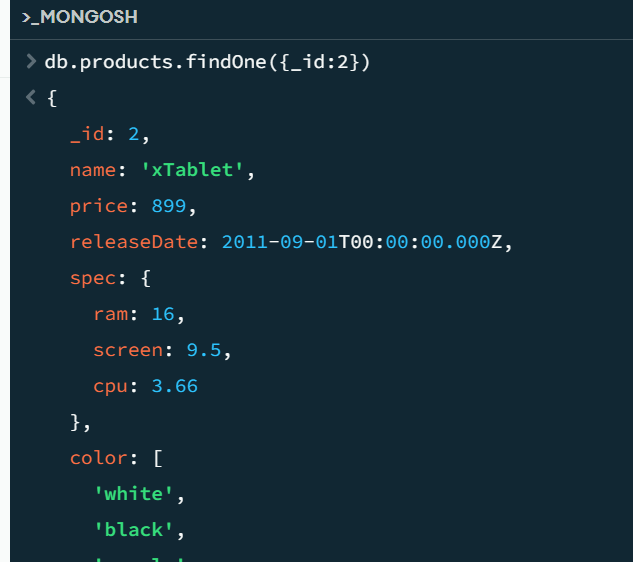 >_MONGOSH
> db.products.findOne({_id:2})
< {
_id: 2,
name: 'xTablet',
price: 899,
releaseDate: 2011-09-01T00:00:00.000Z,
spec: {
ram: 16,
screen: 9.5,
cpu: 3.66
},
color: [
'white',
'black',